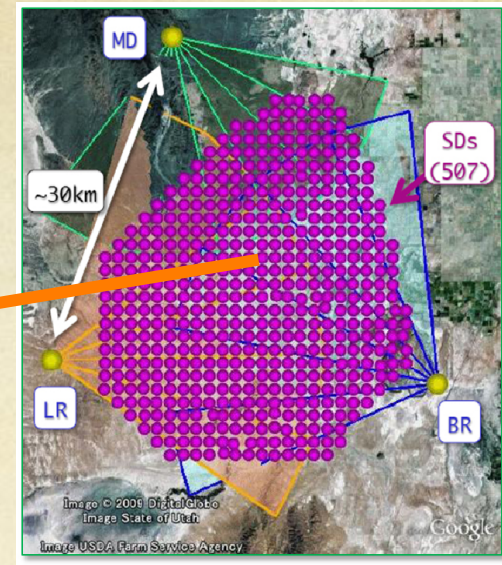 MD
SDs
(507)
~30km
LR
BR
Image © 2008 DigitalGlobe
Image State of Utah
Image USDA Farm Service Agency
Google